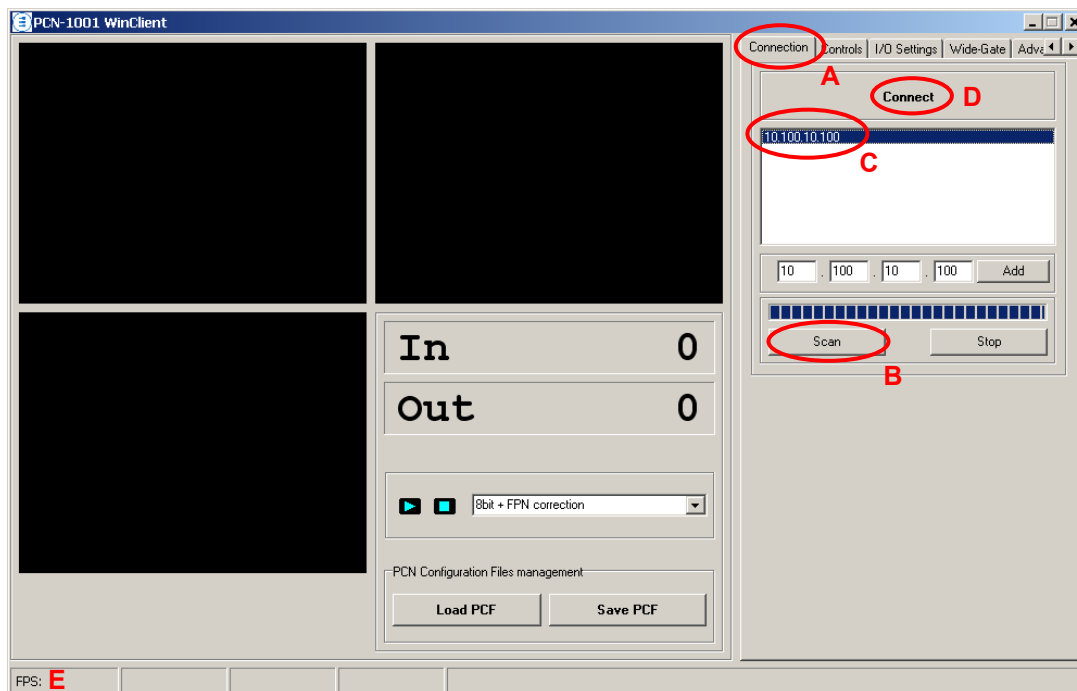 PCN-1001 WinClient
Connection Controls I/O Settings Wide-Gate Adva
A
Connect D
10.100.10.100
C
10 . 100 . 10 . 100 Add
Scan Stop
B
In 0
Out 0
8bit + FPN correction
PCN Configuration Files management
Load PCF Save PCF
FPS: E